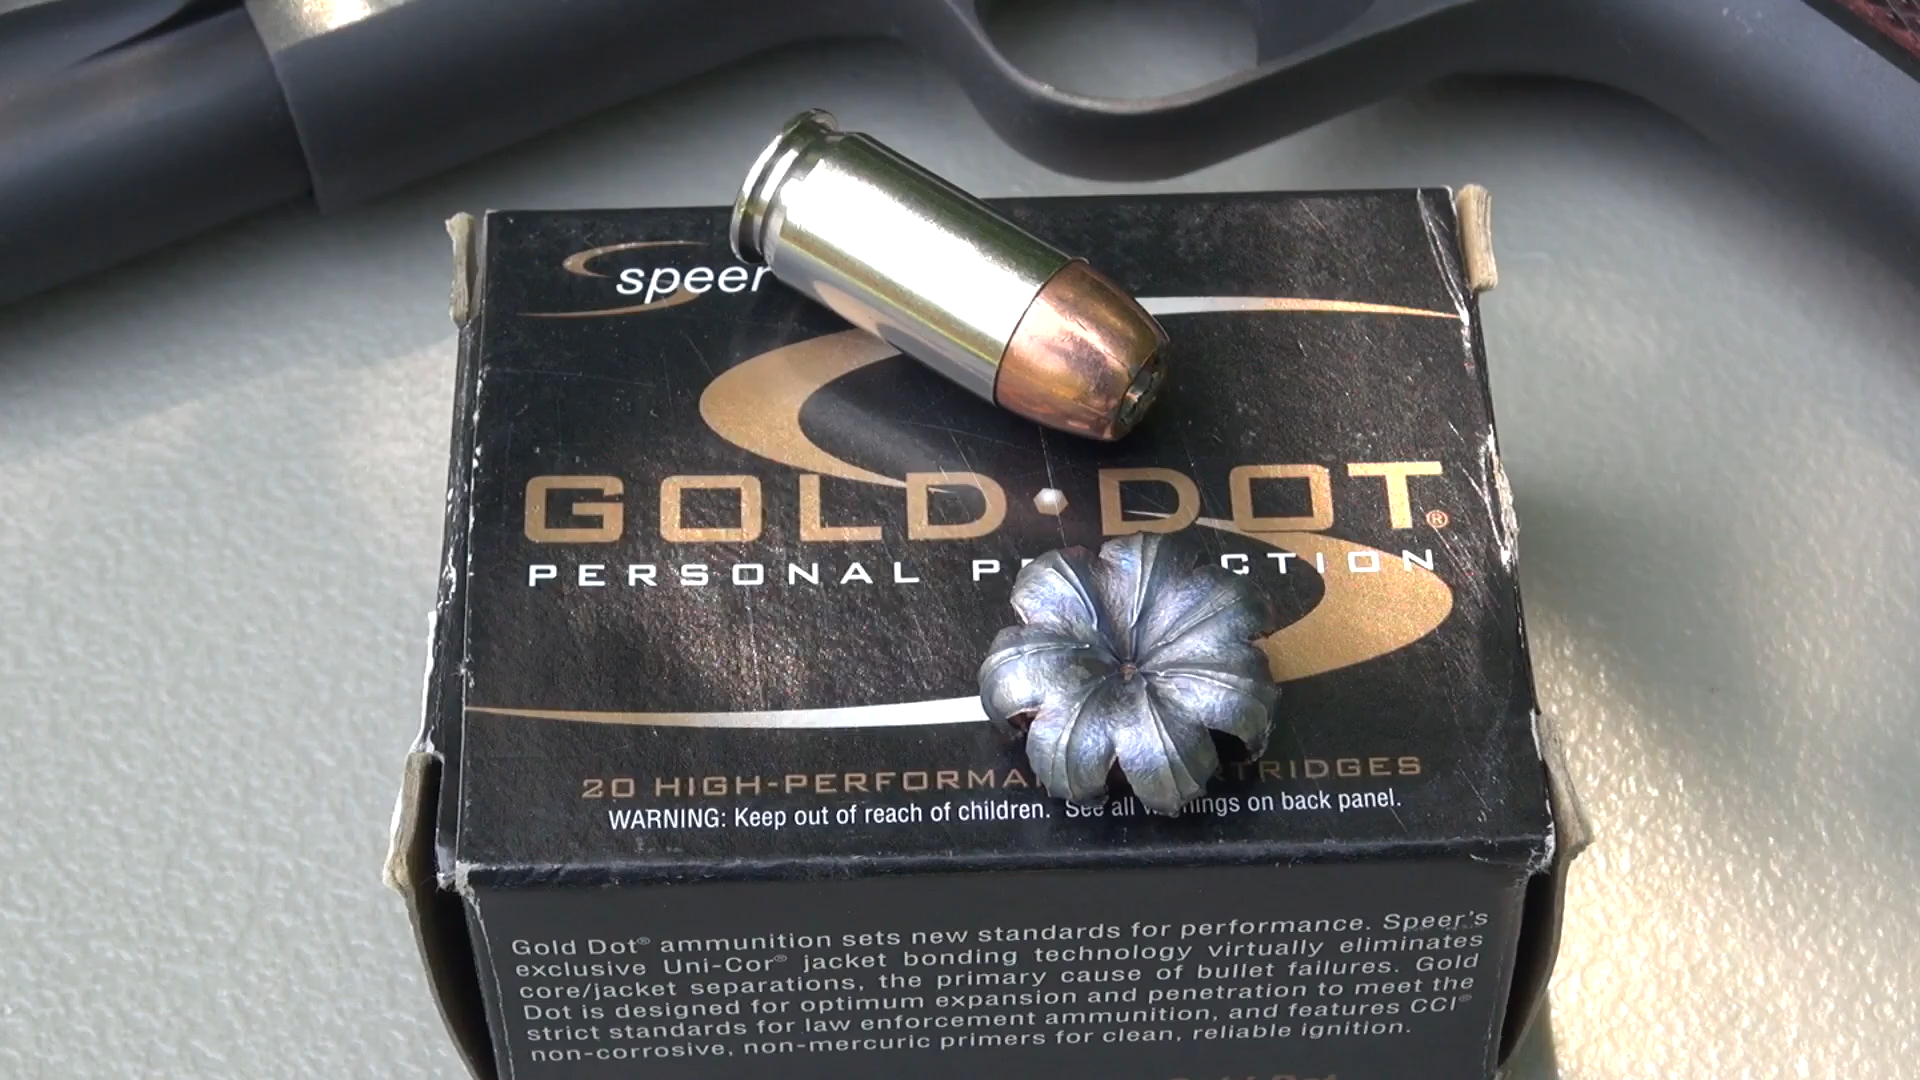 speer
GOLD DOT®
PERSONAL P CTION
20 HIGH-PERFORMA RTRIDGES
WARNING: Keep out of reach of children. See all w nings on back panel.
Gold Dot® ammunition sets new standards for performance. Speer's
exclusive Uni-Cor® jacket bonding technology virtually eliminates
core/jacket separations, the primary cause of bullet failures. Gold
Dot is designed for optimum expansion and penetration to meet the
strict standards for law enforcement ammunition, and features CCI®
non-corrosive, non-mercuric primers for clean, reliable ignition.